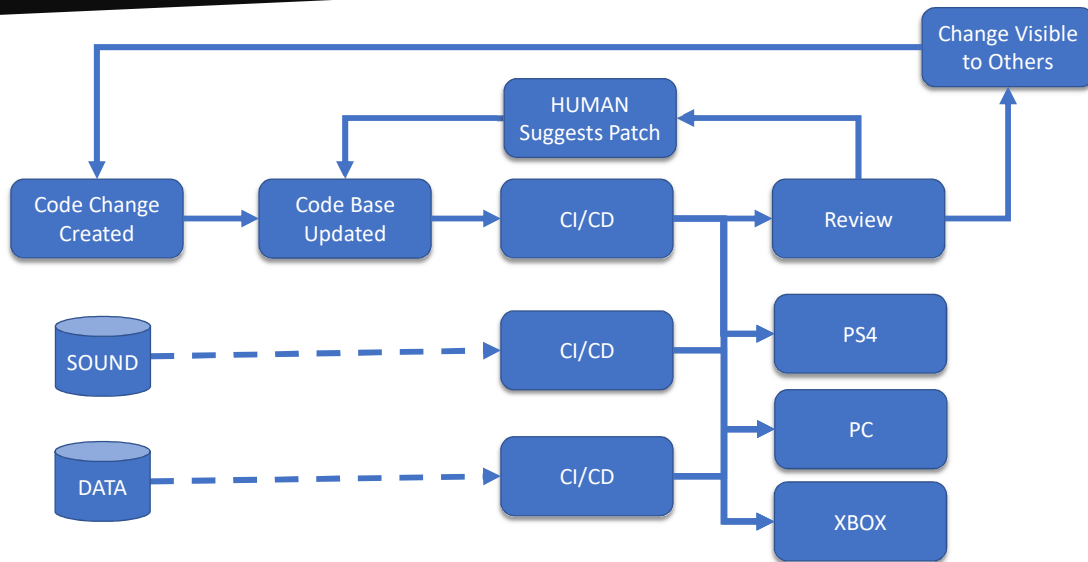 Change Visible
to Others
HUMAN
Suggests Patch
Code Change
Created
Code Base
Updated
CI/CD
Review
SOUND
CI/CD
PS4
PC
DATA
CI/CD
XBOX